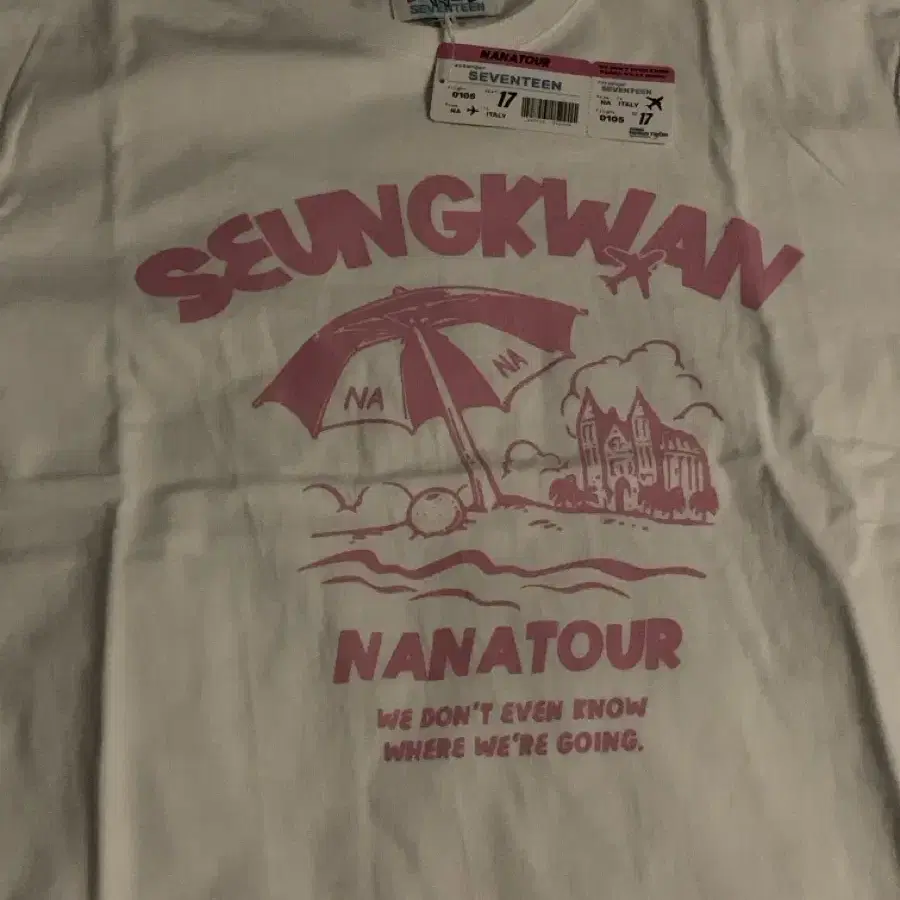 SEVENTEEN
NANATOUR
SEVENTEEN
0105 17
NA ITALY
SEVENTEEN
NA ITALY
0105 17
SEUNGKWAN
NA
NA
NANATOUR
WE DON'T EVEN KNOW
WHERE WE'RE GOING.